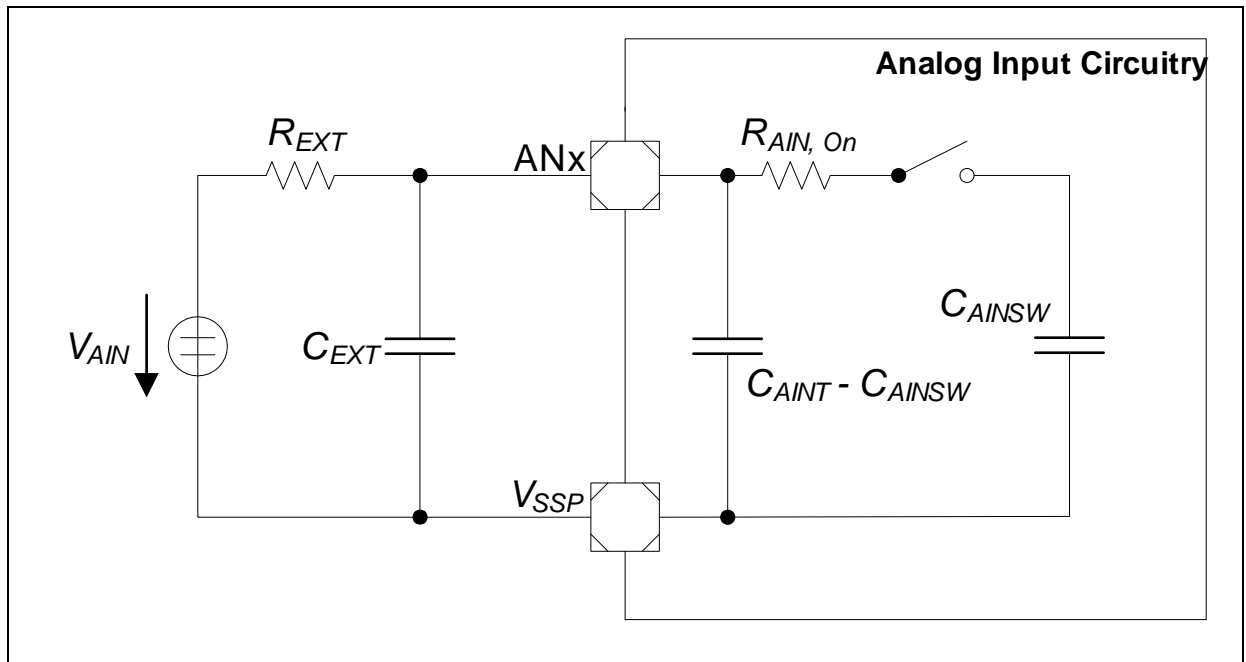 Analog Input Circuitry
R_EXT
ANx
R_AIN, On
V_AIN
C_EXT
C_AINT - C_AINSW
C_AINSW
V_SSP